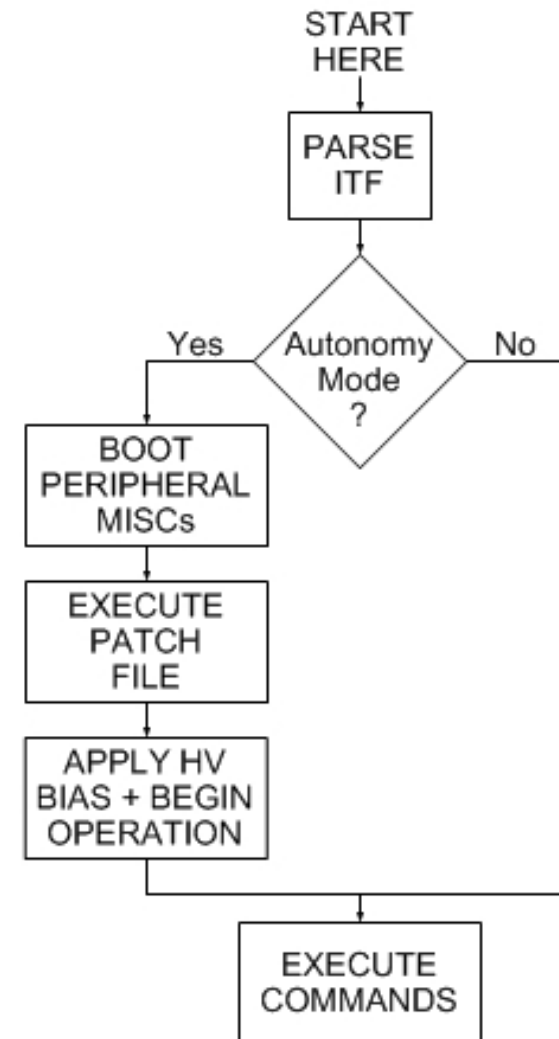 START
HERE
PARSE
ITF
Autonomy
Mode
?
Yes
No
BOOT
PERIPHERAL
MISCs
EXECUTE
PATCH
FILE
APPLY HV
BIAS + BEGIN
OPERATION
EXECUTE
COMMANDS